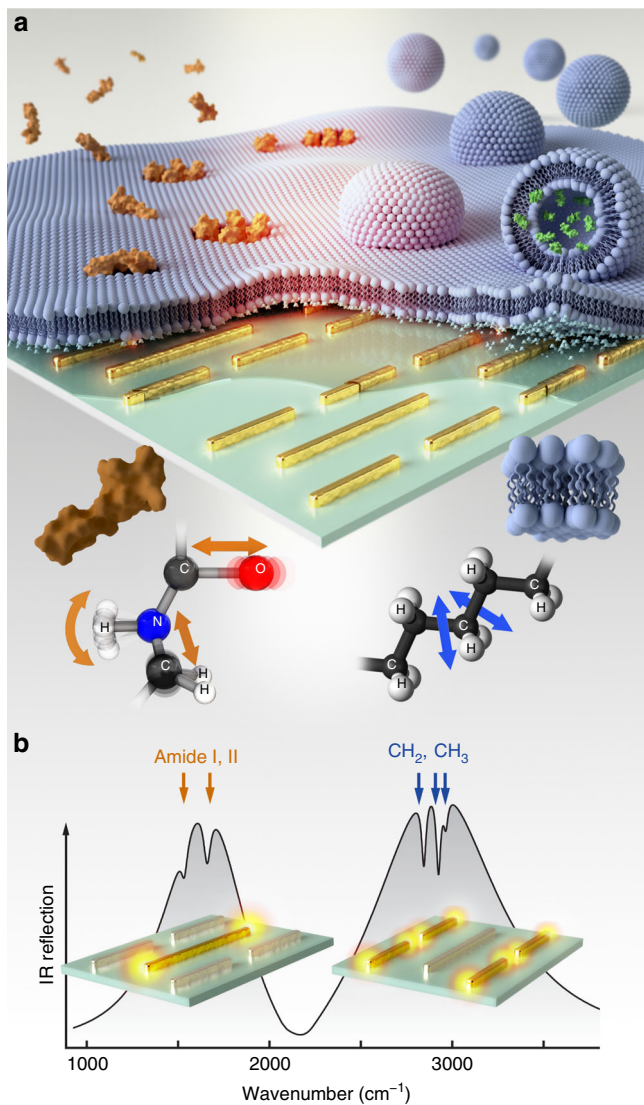 a
C
O
N
H
C
H
H
H
C
H
C
H
C
H
C
H
b
Amide I, II
CH₂, CH₃
IR reflection
1000
2000
3000
Wavenumber (cm⁻¹)